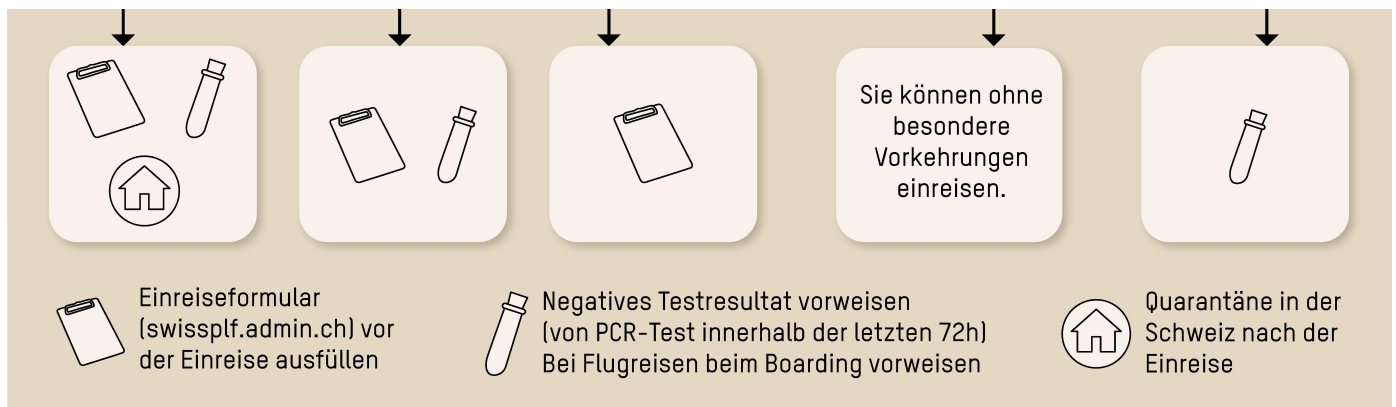 Sie können ohne
besondere
Vorkehrungen
einreisen.
Einreiseformular
(swissplf.admin.ch) vor
der Einreise ausfüllen
Negatives Testresultat vorweisen
(von PCR-Test innerhalb der letzten 72h)
Bei Flugreisen beim Boarding vorweisen
Quarantäne in der
Schweiz nach der
Einreise